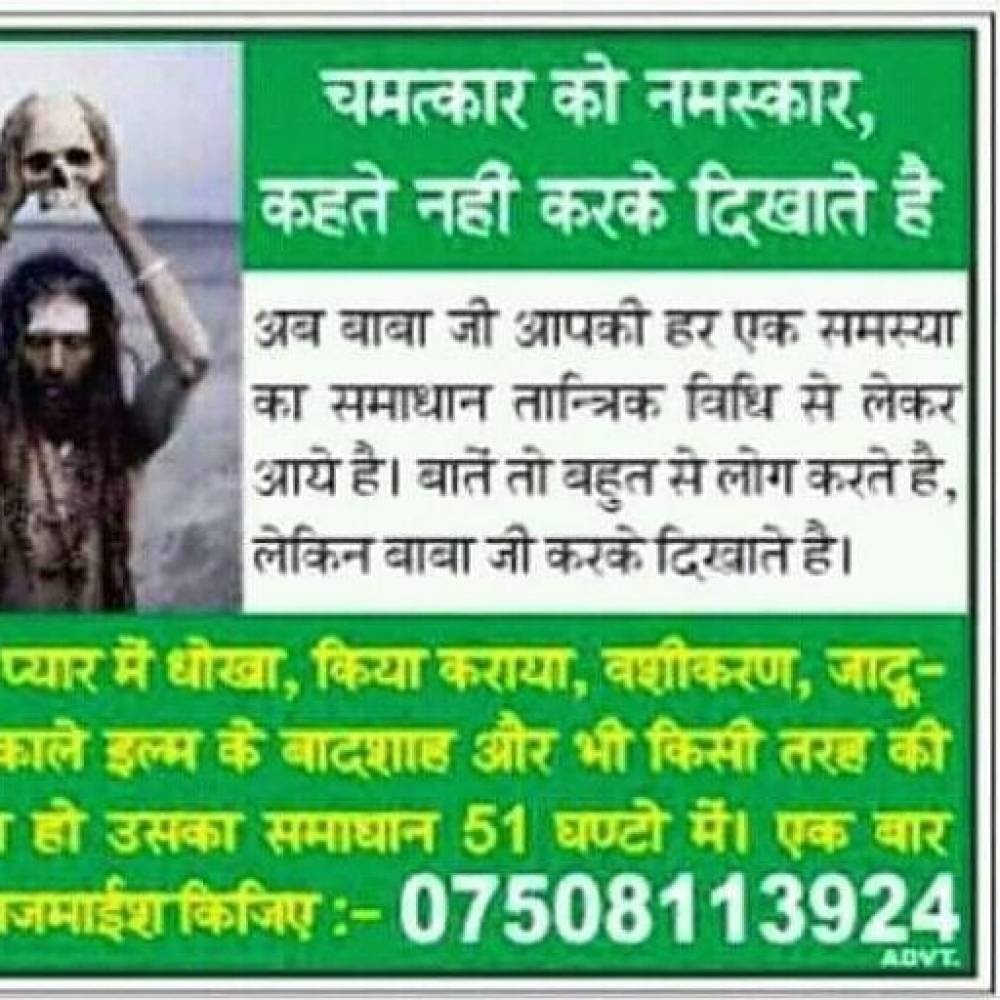 चमत्कार को नमस्कार,
कहते नहीं करके दिखाते है
अब बाबा जी आपकी हर एक समस्या
का समाधान तान्त्रिक विधि से लेकर
आये है। बातें तो बहुत से लोग करते है,
लेकिन बाबा जी करके दिखाते है।
प्यार में धोखा, किया कराया, वशीकरण, जादू-
काले इल्म के बादशाह और भी किसी तरह की
हो उसका समाधान 51 घण्टो में। एक बार
जमाईश किजिए :- 07508113924
ADVT.